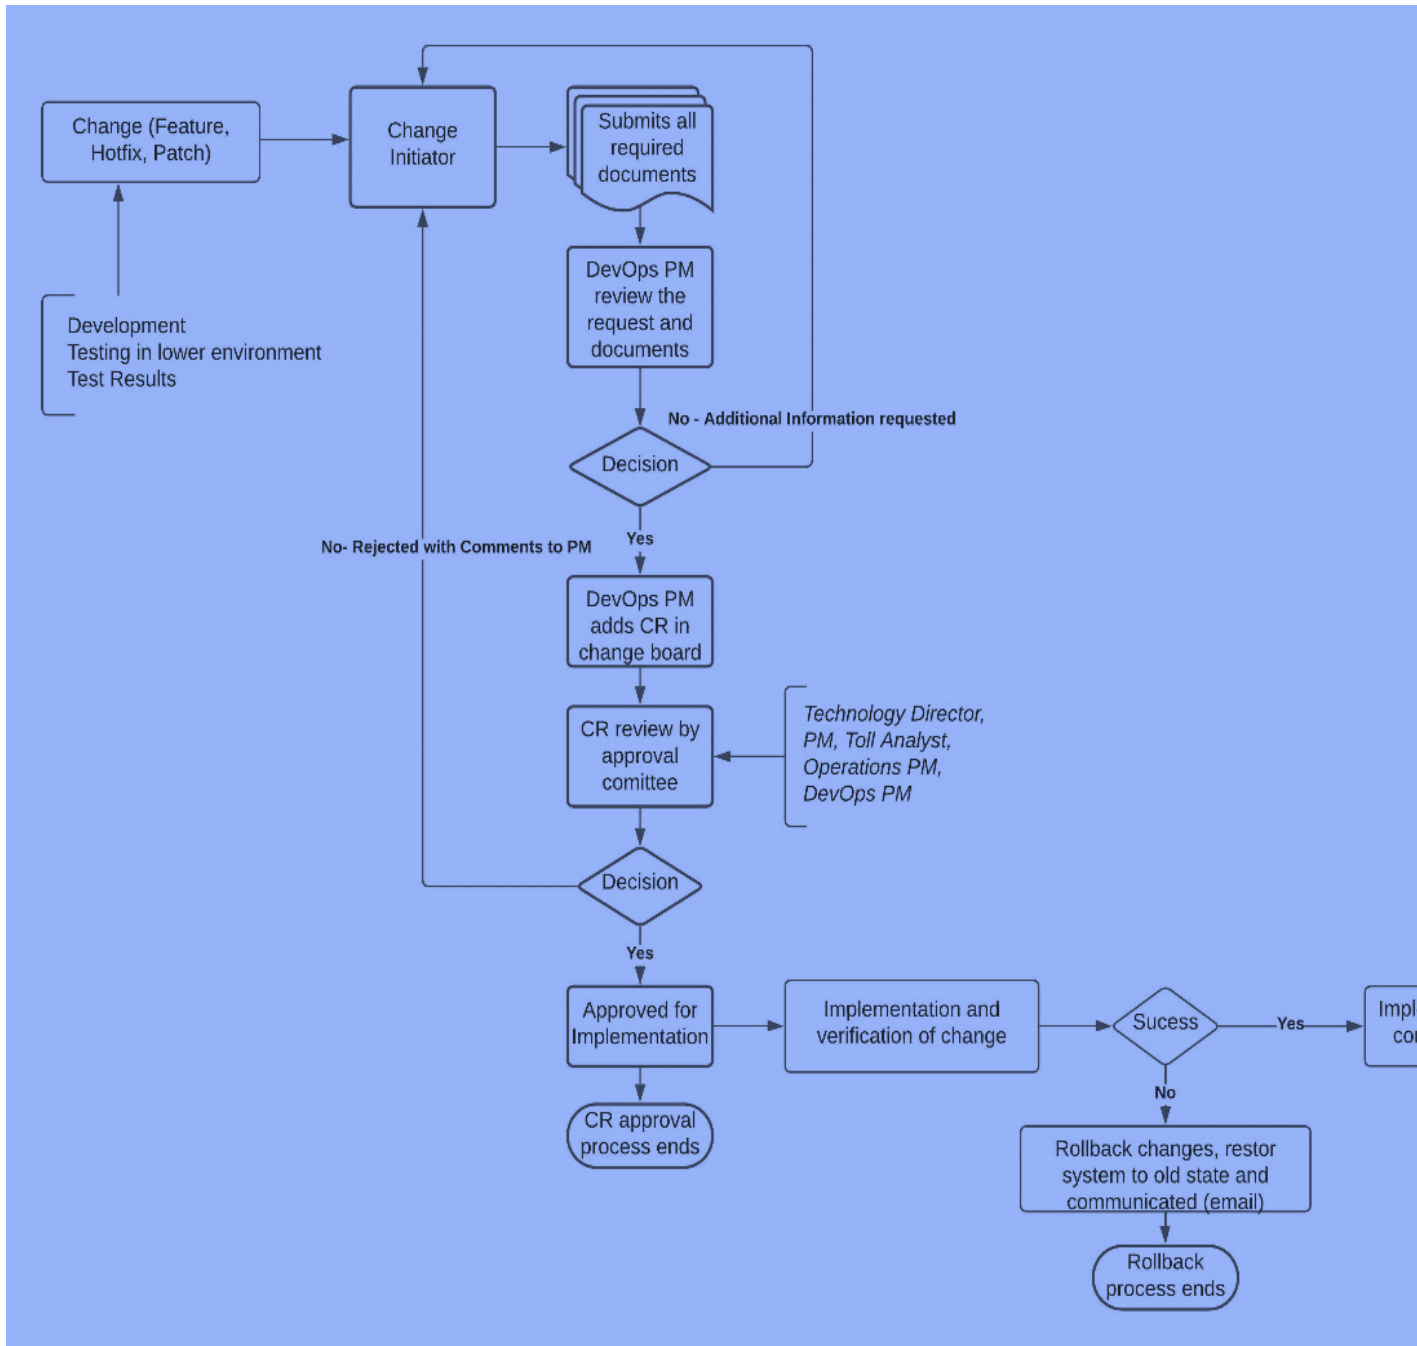 Change (Feature,
Hotfix, Patch)
Change
Initiator
Submits all
required
documents
Development
Testing in lower environment
Test Results
DevOps PM
review the
request and
documents
No - Additional Information requested
Decision
Yes
No- Rejected with Comments to PM
DevOps PM
adds CR in
change board
CR review by
approval
comittee
Technology Director,
PM, Toll Analyst,
Operations PM,
DevOps PM
Decision
Yes
Approved for
Implementation
Implementation and
verification of change
Sucess
Yes
No
CR approval
process ends
Rollback changes, restor
system to old state and
communicated (email)
Rollback
process ends